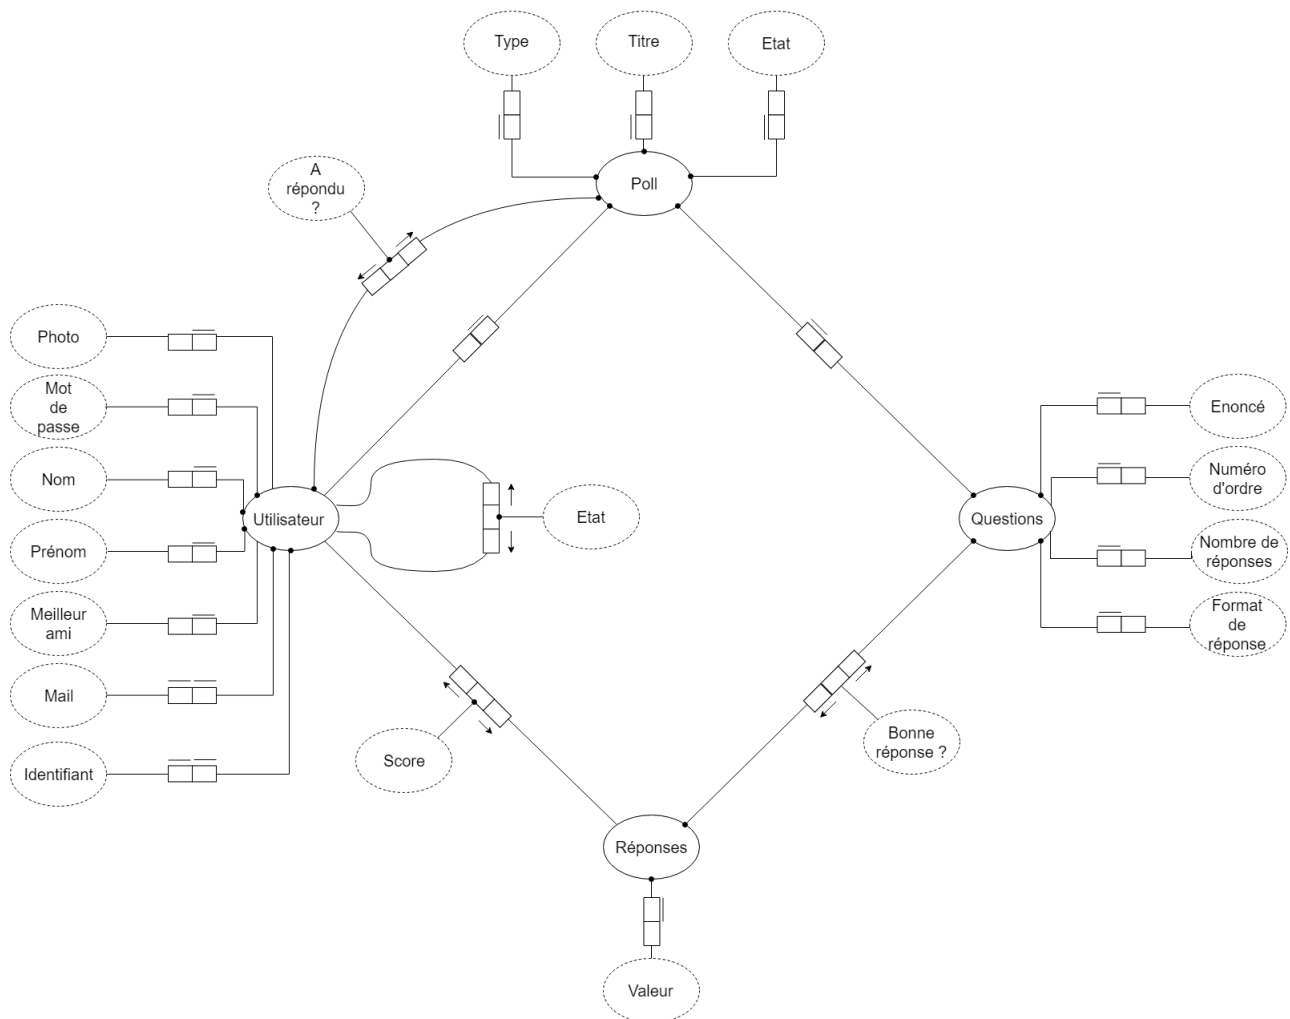 Type
Titre
Etat
Poll
A
répondu
?
Photo
Mot
de
passe
Nom
Prénom
Meilleur
ami
Mail
Identifiant
Utilisateur
Etat
Questions
Enoncé
Numéro
d'ordre
Nombre de
réponses
Format
de
réponse
Score
Bonne
réponse ?
Réponses
Valeur